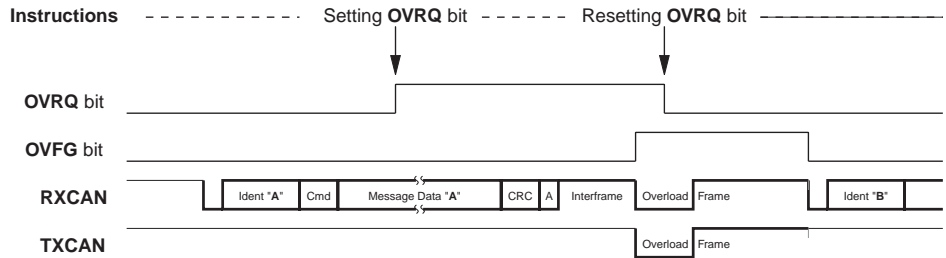 Instructions Setting OVRQ bit Resetting OVRQ bit
OVRQ bit
OVFG bit
RXCAN Ident "A" Cmd Message Data "A" CRC A Interframe Overload Frame Ident "B"
TXCAN Overload Frame